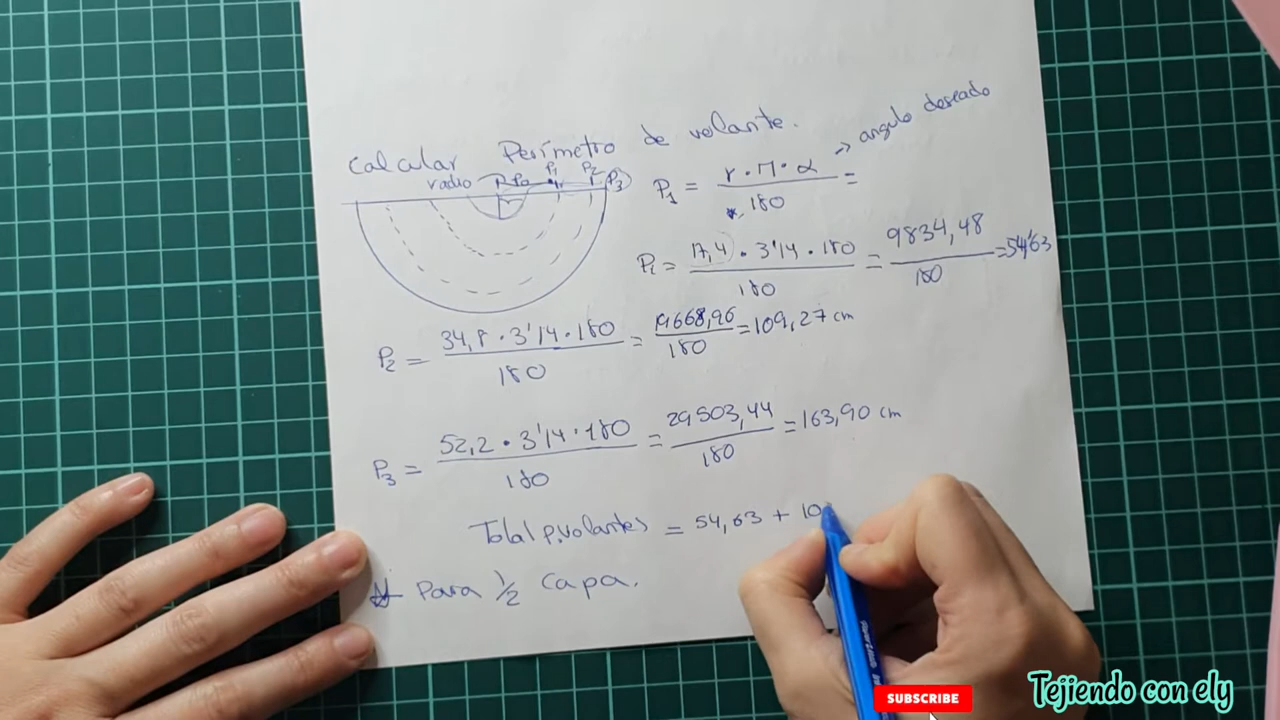 Calcular Perímetro de volante.
radio R Po P1 P2 P3
P1 = r · π · α / 180 = → angulo deseado
P1 = 17,4 · 3'14 · 180 / 180 = 9834,48 / 180 = 54,63
P2 = 34,8 · 3'14 · 180 / 180 = 19668,96 / 180 = 109,27 cm
P3 = 52,2 · 3'14 · 180 / 180 = 29503,44 / 180 = 163,90 cm
Total p.volantes = 54,63 + 10
Para 1/2 capa.
SUBSCRIBE
Tejiendo con ely